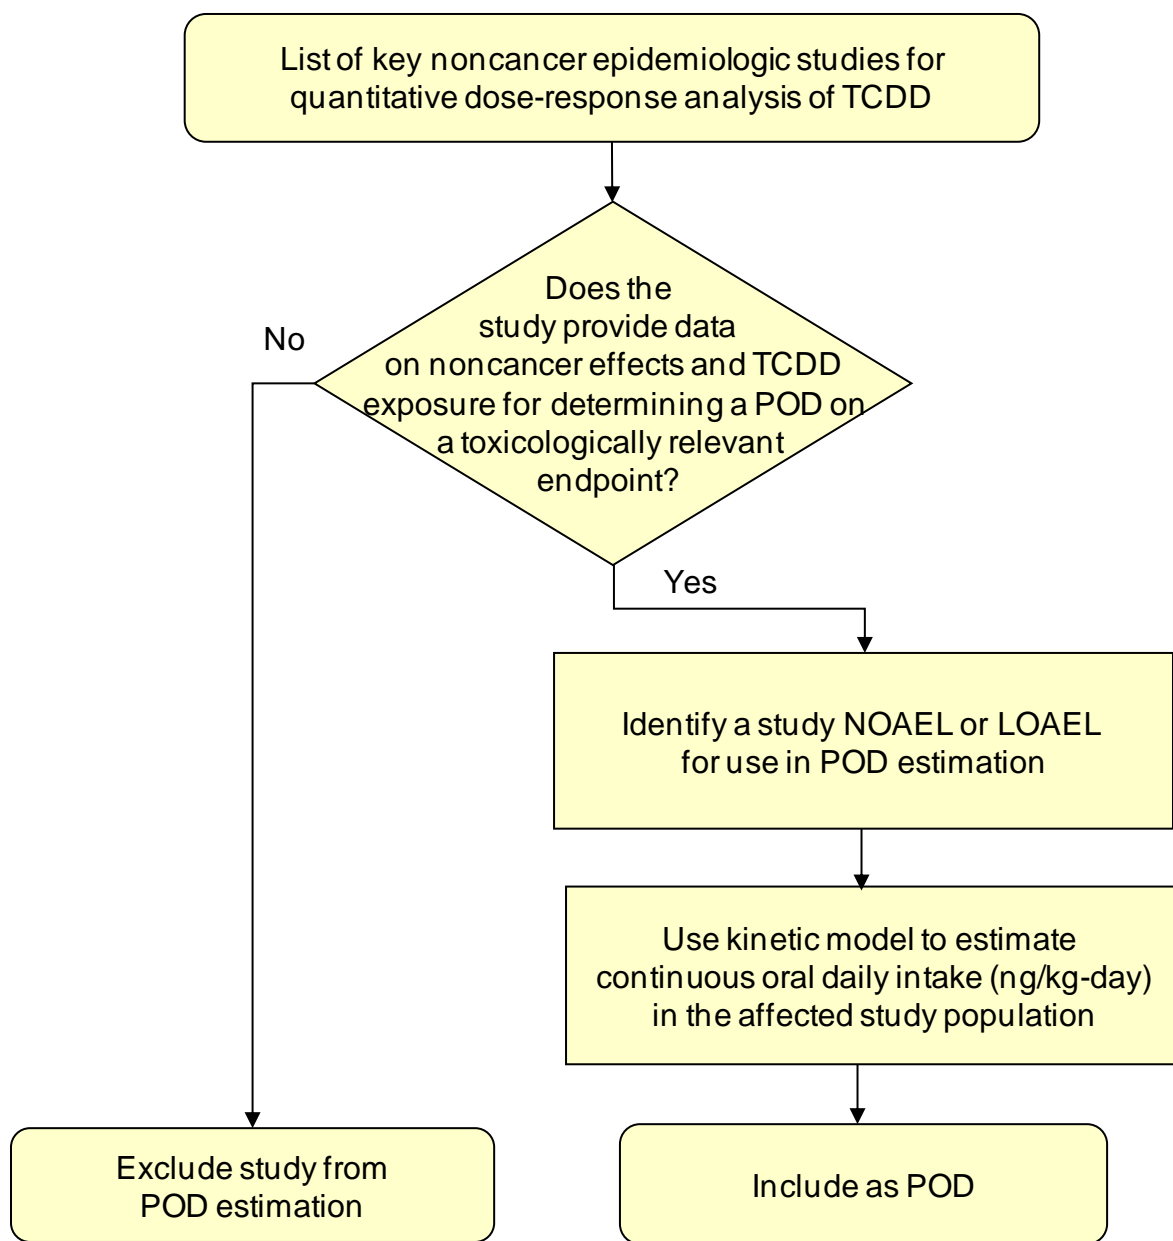 List of key noncancer epidemiologic studies for
quantitative dose-response analysis of TCDD
Does the
study provide data
on noncancer effects and TCDD
exposure for determining a POD on
a toxicologically relevant
endpoint?
No
Yes
Identify a study NOAEL or LOAEL
for use in POD estimation
Use kinetic model to estimate
continuous oral daily intake (ng/kg-day)
in the affected study population
Exclude study from
POD estimation
Include as POD